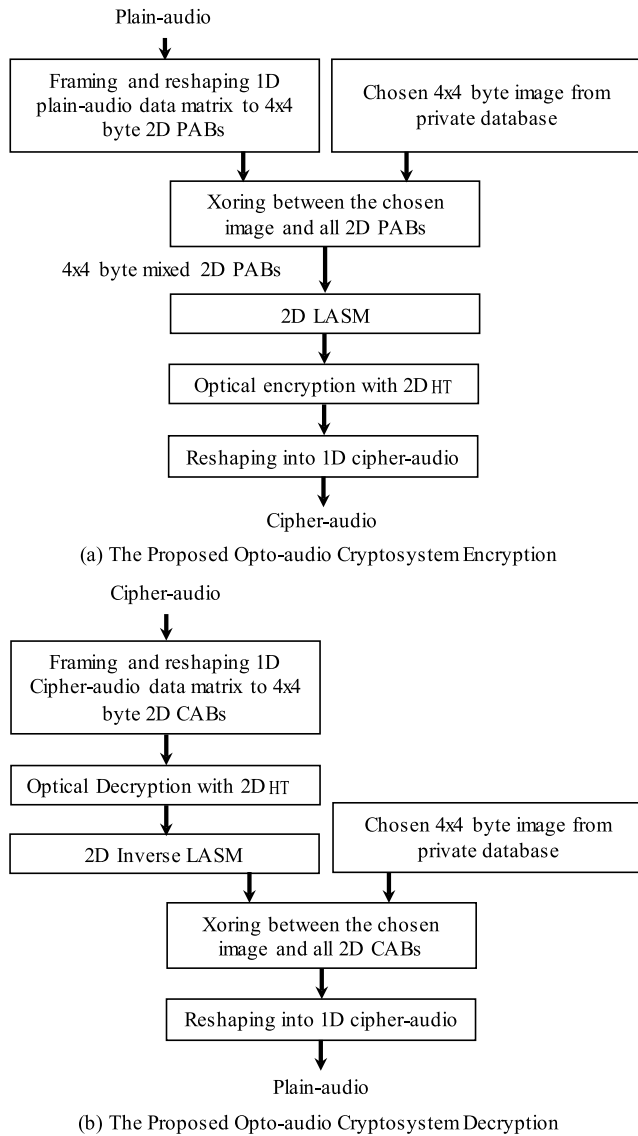 Plain-audio
Framing and reshaping 1D
plain-audio data matrix to 4x4
byte 2D PABs
Chosen 4x4 byte image from
private database
Xoring between the chosen
image and all 2D PABs
4x4 byte mixed 2D PABs
2D LASM
Optical encryption with 2D HT
Reshaping into 1D cipher-audio
Cipher-audio
(a) The Proposed Opto-audio Cryptosystem Encryption
Cipher-audio
Framing and reshaping 1D
Cipher-audio data matrix to 4x4
byte 2D CABs
Optical Decryption with 2D HT
2D Inverse LASM
Chosen 4x4 byte image from
private database
Xoring between the chosen
image and all 2D CABs
Reshaping into 1D cipher-audio
Plain-audio
(b) The Proposed Opto-audio Cryptosystem Decryption